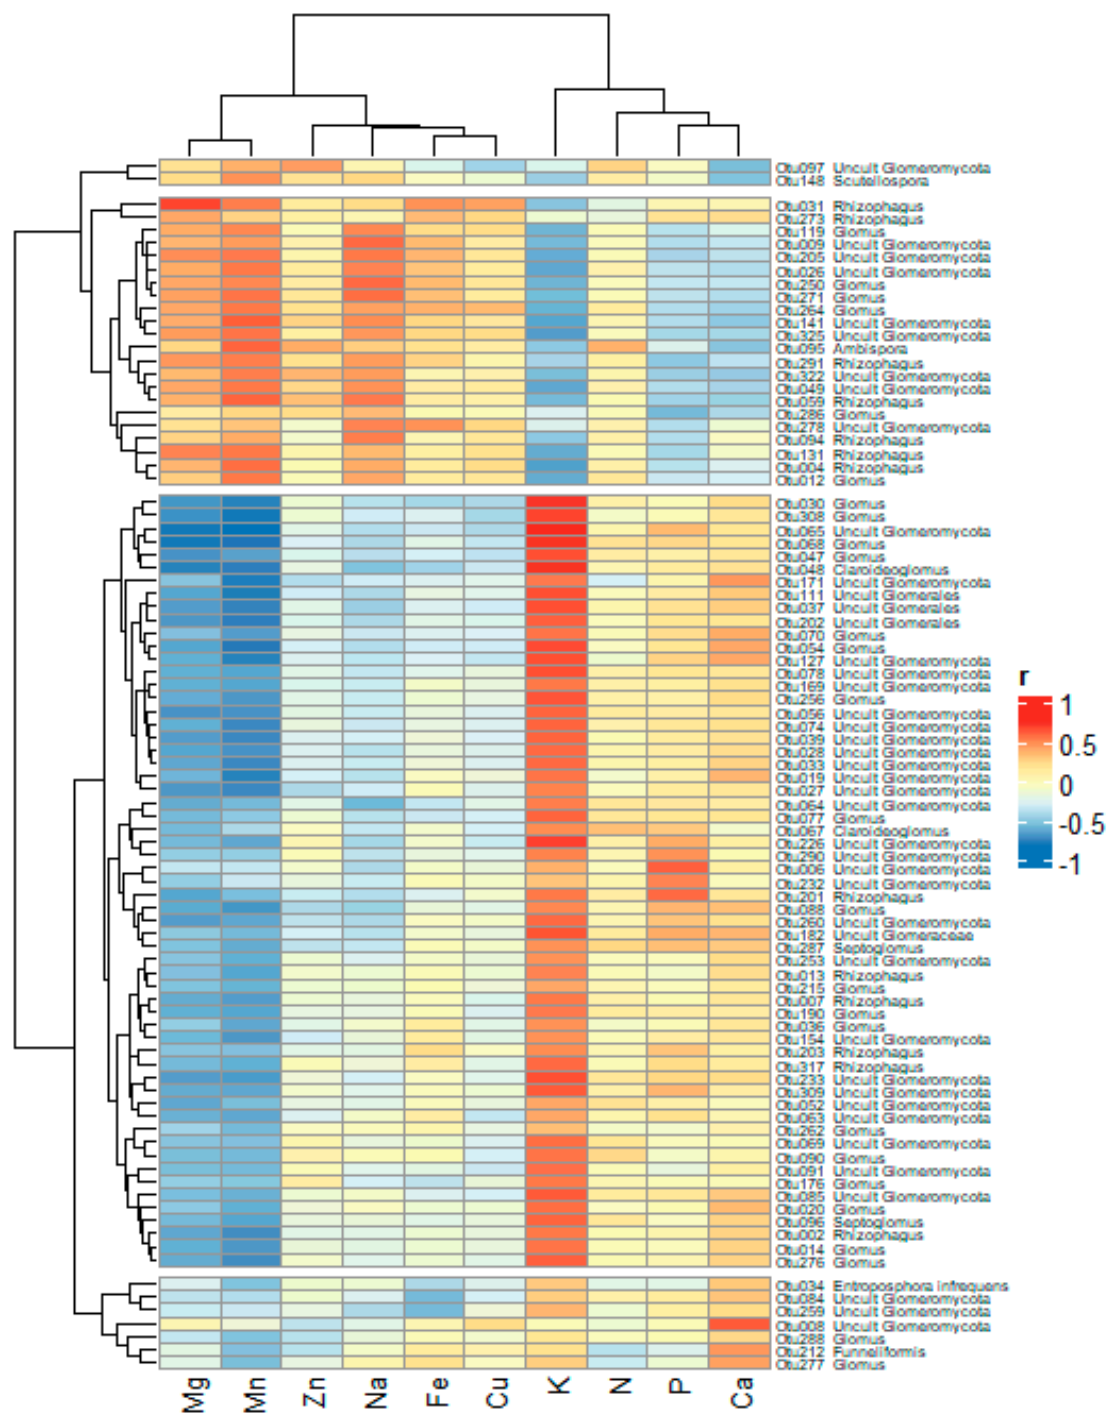 Otu097 Uncult Glomeromycota
Otu148 Scutellospora
Otu031 Rhizophagus
Otu273 Rhizophagus
Otu119 Glomus
Otu009 Uncult Glomeromycota
Otu205 Uncult Glomeromycota
Otu026 Uncult Glomeromycota
Otu250 Glomus
Otu271 Glomus
Otu264 Glomus
Otu141 Uncult Glomeromycota
Otu325 Uncult Glomeromycota
Otu095 Ambispora
Otu291 Rhizophagus
Otu322 Uncult Glomeromycota
Otu049 Uncult Glomeromycota
Otu059 Rhizophagus
Otu286 Glomus
Otu278 Uncult Glomeromycota
Otu094 Rhizophagus
Otu131 Rhizophagus
Otu004 Rhizophagus
Otu012 Glomus
Otu030 Glomus
Otu308 Glomus
Otu065 Uncult Glomeromycota
Otu068 Glomus
Otu047 Glomus
Otu048 Claroideoglomus
Otu171 Uncult Glomeromycota
Otu111 Uncult Glomerales
Otu037 Uncult Glomerales
Otu202 Uncult Glomerales
Otu070 Glomus
Otu054 Glomus
Otu127 Uncult Glomeromycota
Otu078 Uncult Glomeromycota
Otu169 Uncult Glomeromycota
Otu256 Glomus
Otu056 Uncult Glomeromycota
Otu074 Uncult Glomeromycota
Otu039 Uncult Glomeromycota
Otu028 Uncult Glomeromycota
Otu033 Uncult Glomeromycota
Otu019 Uncult Glomeromycota
Otu027 Uncult Glomeromycota
Otu064 Uncult Glomeromycota
Otu077 Glomus
Otu067 Claroideoglomus
Otu226 Uncult Glomeromycota
Otu290 Uncult Glomeromycota
Otu006 Uncult Glomeromycota
Otu232 Uncult Glomeromycota
Otu201 Rhizophagus
Otu088 Glomus
Otu260 Uncult Glomeromycota
Otu182 Uncult Glomeraceae
Otu287 Septoglomus
Otu253 Uncult Glomeromycota
Otu013 Rhizophagus
Otu215 Glomus
Otu007 Rhizophagus
Otu190 Glomus
Otu036 Glomus
Otu154 Uncult Glomeromycota
Otu203 Rhizophagus
Otu317 Rhizophagus
Otu233 Uncult Glomeromycota
Otu309 Uncult Glomeromycota
Otu052 Uncult Glomeromycota
Otu063 Uncult Glomeromycota
Otu262 Glomus
Otu069 Uncult Glomeromycota
Otu090 Glomus
Otu091 Uncult Glomeromycota
Otu176 Glomus
Otu085 Uncult Glomeromycota
Otu020 Glomus
Otu096 Septoglomus
Otu002 Rhizophagus
Otu014 Glomus
Otu276 Glomus
Otu034 Entroposphora infrequens
Otu084 Uncult Glomeromycota
Otu259 Uncult Glomeromycota
Otu008 Uncult Glomeromycota
Otu288 Glomus
Otu212 Funneliformis
Otu277 Glomus
Mg Mn Zn Na Fe Cu K N P Ca
r
1
0.5
0
-0.5
-1